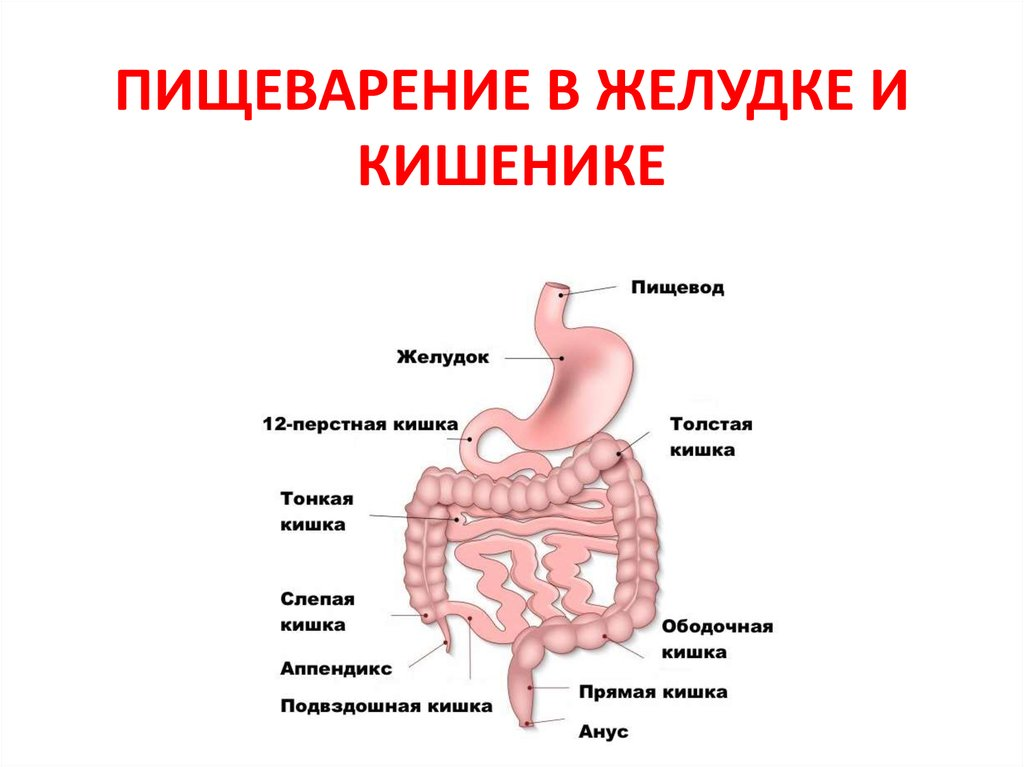 ПИЩЕВАРЕНИЕ В ЖЕЛУДКЕ И
КИШЕНИКЕ
Пищевод
Желудок
12-перстная кишка
Толстая
кишка
Тонкая
кишка
Слепая
кишка
Ободочная
кишка
Аппендикс
Прямая кишка
Подвздошная кишка
Анус